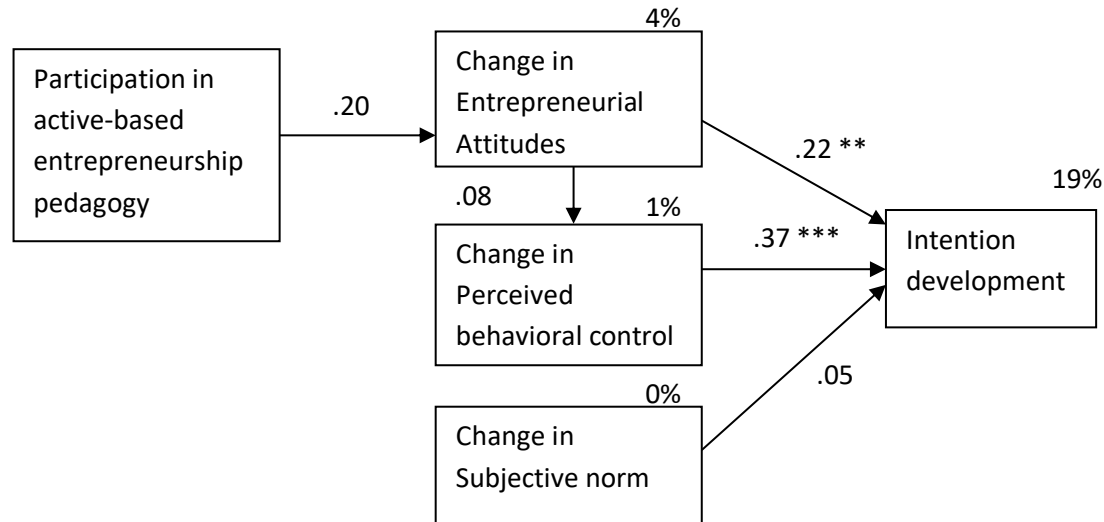 4%
Participation in
active-based
entrepreneurship
pedagogy
.20
Change in
Entrepreneurial
Attitudes
.22 **
.08
1%
19%
Change in
Perceived
behavioral control
.37 ***
Intention
development
.05
0%
Change in
Subjective norm